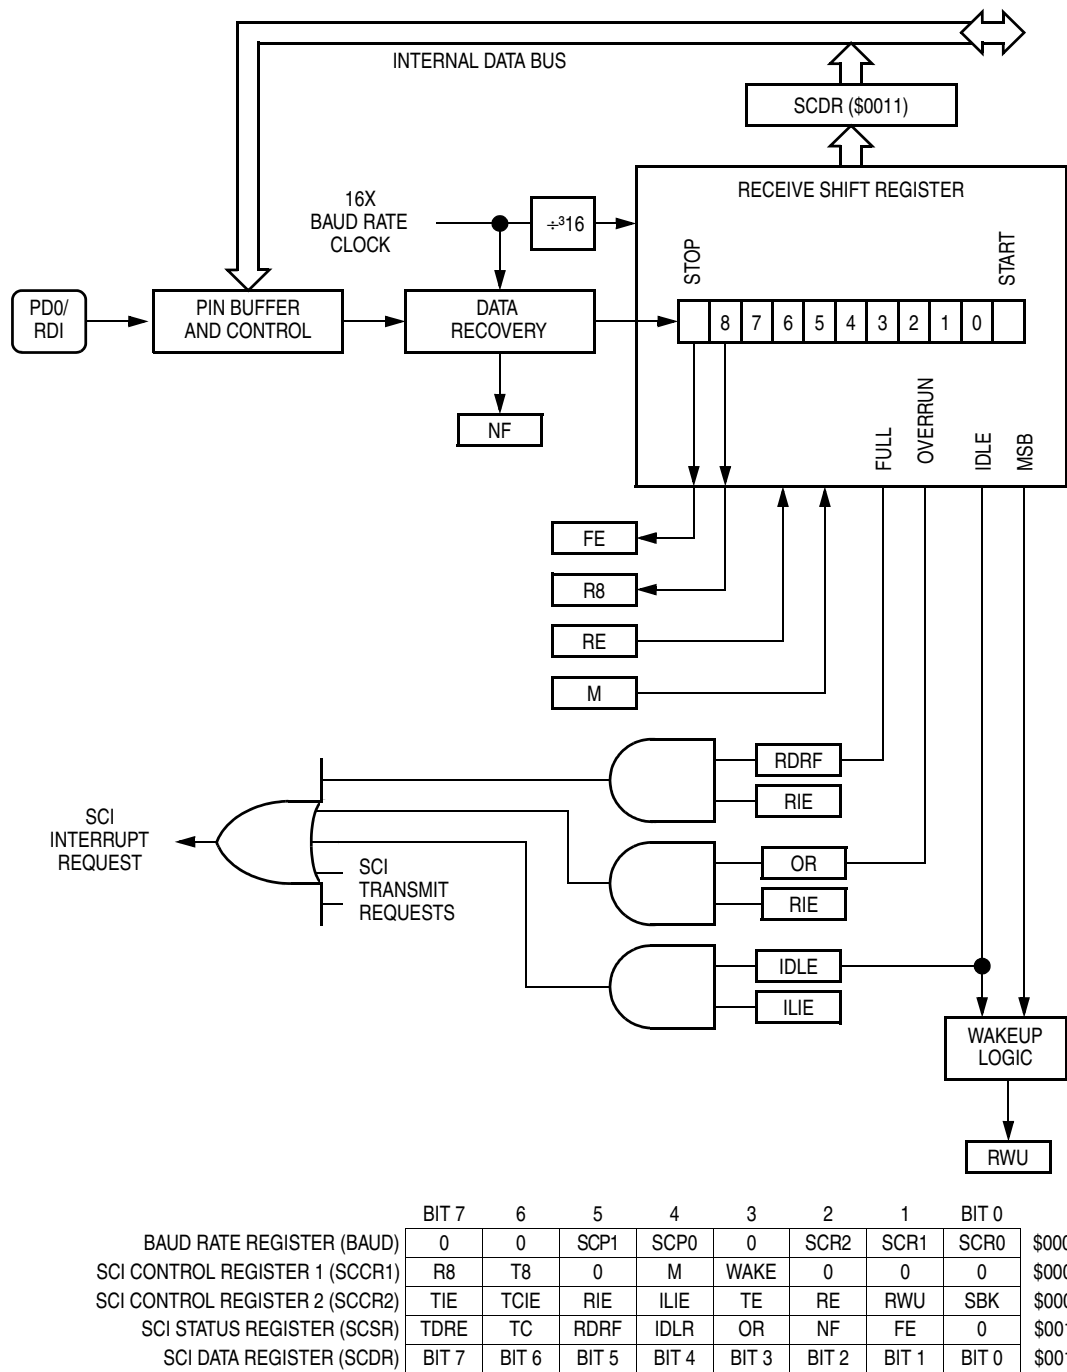 INTERNAL DATA BUS
SCDR ($0011)
RECEIVE SHIFT REGISTER
16X
BAUD RATE
CLOCK
÷³16
STOP
START
PD0/
RDI
PIN BUFFER
AND CONTROL
DATA
RECOVERY
8 7 6 5 4 3 2 1 0
NF
FULL
OVERRUN
IDLE
MSB
FE
R8
RE
M
RDRF
RIE
SCI
INTERRUPT
REQUEST
SCI
TRANSMIT
REQUESTS
OR
RIE
IDLE
ILIE
WAKEUP
LOGIC
RWU
BIT 7 6 5 4 3 2 1 BIT 0
BAUD RATE REGISTER (BAUD) 0 0 SCP1 SCP0 0 SCR2 SCR1 SCR0 $000
SCI CONTROL REGISTER 1 (SCCR1) R8 T8 0 M WAKE 0 0 0 $000
SCI CONTROL REGISTER 2 (SCCR2) TIE TCIE RIE ILIE TE RE RWU SBK $000
SCI STATUS REGISTER (SCSR) TDRE TC RDRF IDLR OR NF FE 0 $001
SCI DATA REGISTER (SCDR) BIT 7 BIT 6 BIT 5 BIT 4 BIT 3 BIT 2 BIT 1 BIT 0 $001